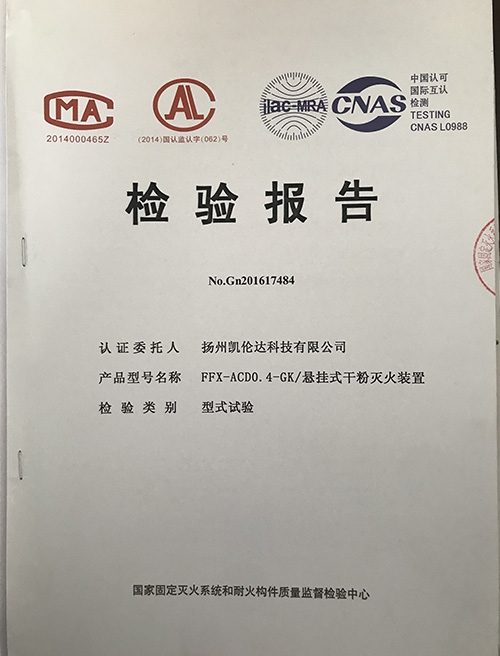 CMA
2014000465Z
CAL
(2014)国认监认字(062)号
ilac-MRA
CNAS
中国认可
国际互认
检测
TESTING
CNAS L0988
检验报告
No.Gn201617484
认证委托人 扬州凯伦达科技有限公司
产品型号名称 FFX-ACD0.4-GK/悬挂式干粉灭火装置
检验类别 型式试验
国家固定灭火系统和耐火构件质量监督检验中心